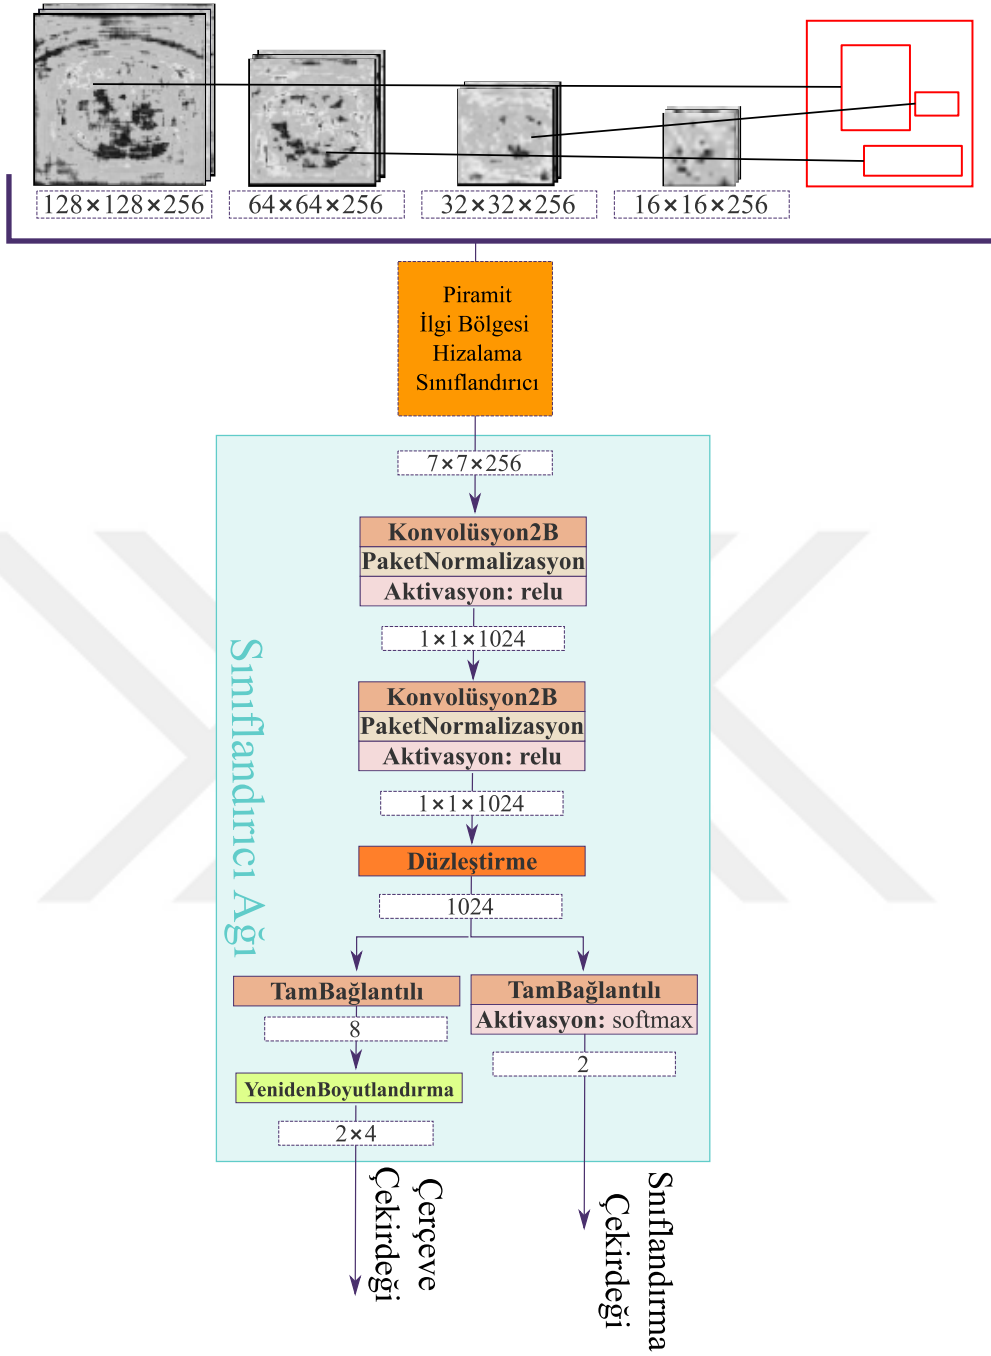 128×128×256
64×64×256
32×32×256
16×16×256
Piramit
İlgi Bölgesi
Hizalama
Sınıflandırıcı
7×7×256
Konvolüsyon2B
PaketNormalizasyon
Aktivasyon: relu
1×1×1024
Konvolüsyon2B
PaketNormalizasyon
Aktivasyon: relu
1×1×1024
Düzleştirme
1024
Sınıflandırıcı Ağı
TamBağlantılı
8
YenidenBoyutlandırma
2×4
TamBağlantılı
Aktivasyon: softmax
2
Çerçeve
Çekirdeği
Snıflandırma
Çekirdeği